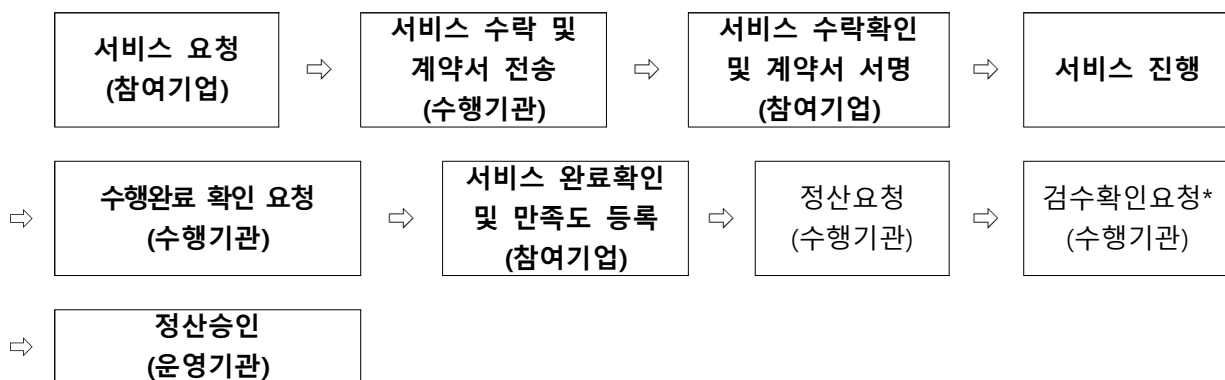 서비스 요청
(참여기업)
⇨
서비스 수락 및
계약서 전송
(수행기관)
⇨
서비스 수락확인
및 계약서 서명
(참여기업)
⇨
서비스 진행
⇨
수행완료 확인 요청
(수행기관)
⇨
서비스 완료확인
및 만족도 등록
(참여기업)
⇨
정산요청
(수행기관)
⇨
검수확인요청*
(수행기관)
⇨
정산승인
(운영기관)